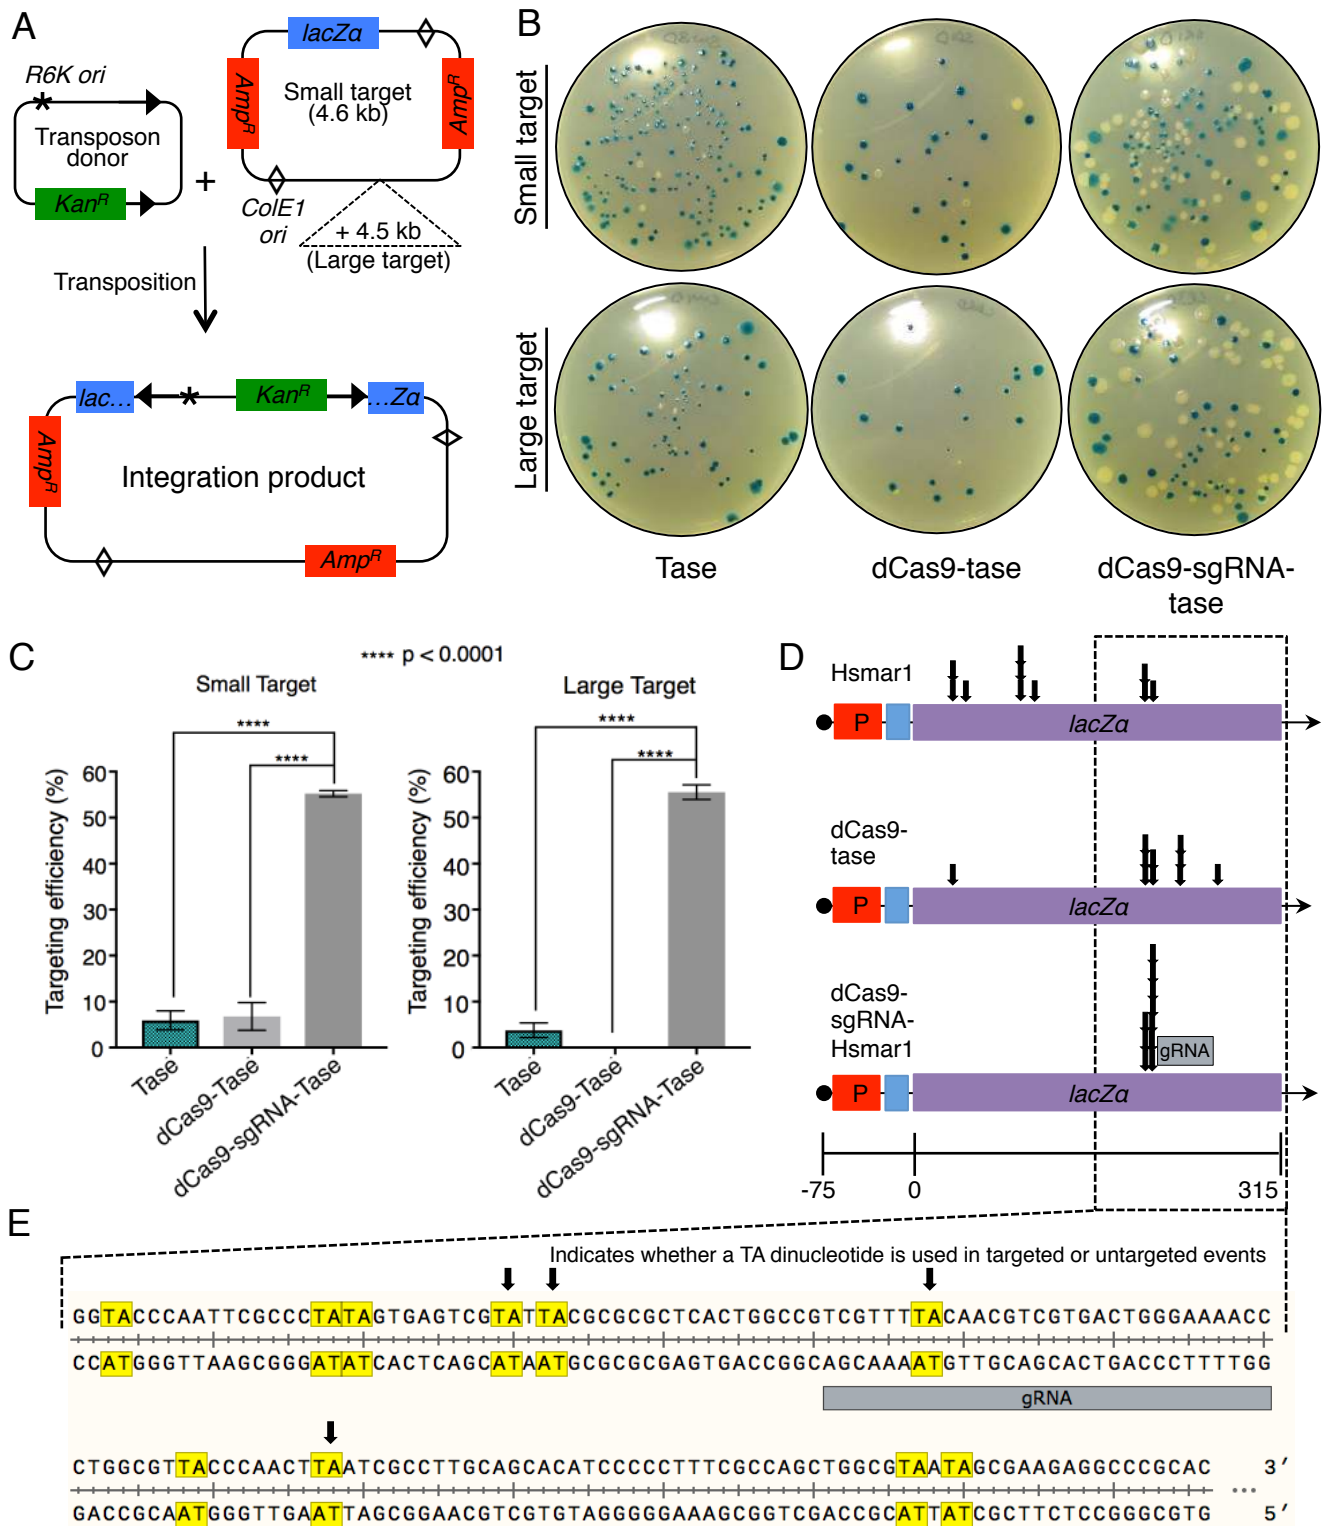 A
R6K ori
*
Transposon
donor
Kan^R
+
lacZα
Amp^R
Small target
(4.6 kb)
Amp^R
ColE1
ori
+ 4.5 kb
(Large target)
Transposition
lac...
*
Kan^R
...Zα
Amp^R
Integration product
Amp^R
B
Small target
Large target
Tase
dCas9-tase
dCas9-sgRNA-
tase
C
**** p < 0.0001
Small Target
Targeting efficiency (%)
60
50
40
30
20
10
0
****
****
Tase
dCas9-Tase
dCas9-sgRNA-Tase
Large Target
Targeting efficiency (%)
60
50
40
30
20
10
0
****
****
Tase
dCas9-Tase
dCas9-sgRNA-Tase
D
Hsmar1
P
lacZα
dCas9-
tase
P
lacZα
dCas9-
sgRNA-
Hsmar1
gRNA
P
lacZα
-75
0
315
E
Indicates whether a TA dinucleotide is used in targeted or untargeted events
GGTACCCAATTCGCCCTATAGTGAGTCGTATTACGCGCGCTCACTGGCCGTCGTTTTACAACGTCGTGACTGGGAAAACC
CCATGGGTTAAGCGGGATATCACTCAGCATAATGCGCGCGAGTGACCGGCAGCAAAATGTTGCAGCACTGACCCTTTTGG
gRNA
CTGGCGTTACCCAACTTAATCGCCTTGCAGCACATCCCCCTTTCGCCAGCTGGCGTAATAGCGAAGAGGCCCGCAC 3′
...
GACCGCAATGGGTTGAATTAGCGGAACGTCGTGTAGGGGGAAAGCGGTCGACCGCATTATCGCTTCTCCGGGCGTG 5′